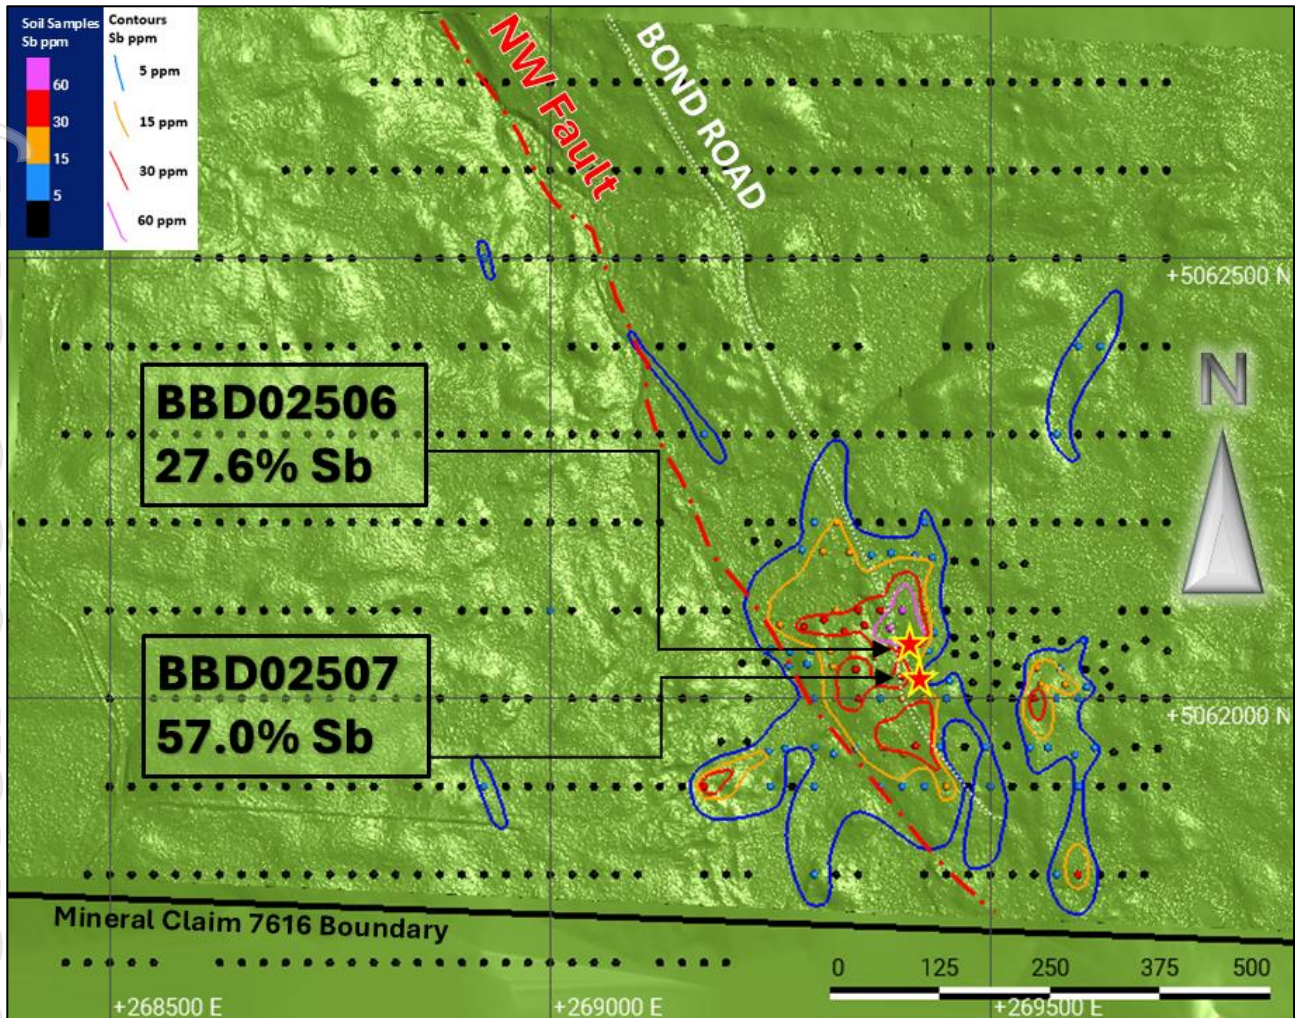 Soil Samples
Sb ppm
60
30
15
5
Contours
Sb ppm
5 ppm
15 ppm
30 ppm
60 ppm
NW Fault
BOND ROAD
+5062500 N
N
BBD02506
27.6% Sb
BBD02507
57.0% Sb
+5062000 N
Mineral Claim 7616 Boundary
0 125 250 375 500
+268500 E
+269000 E
+269500 E